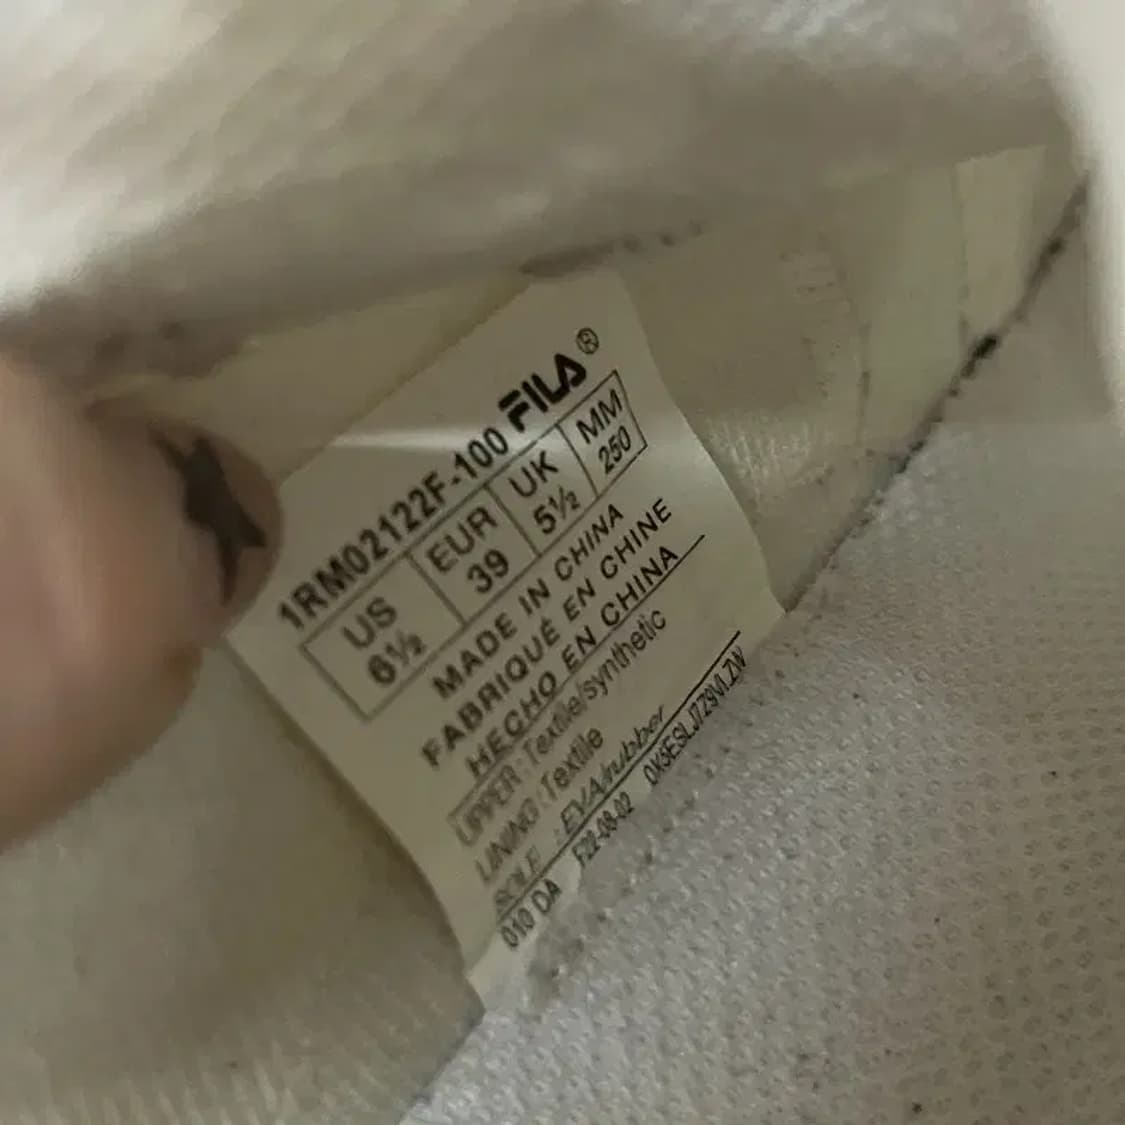 1RM02122F-100 FILA®
US EUR UK MM
6½ 39 5½ 250
MADE IN CHINA
FABRIQUÉ EN CHINE
HECHO EN CHINA
UPPER: Textile/synthetic
LINING: Textile
SOLE : EVA/rubber
010 DA F22-08-02